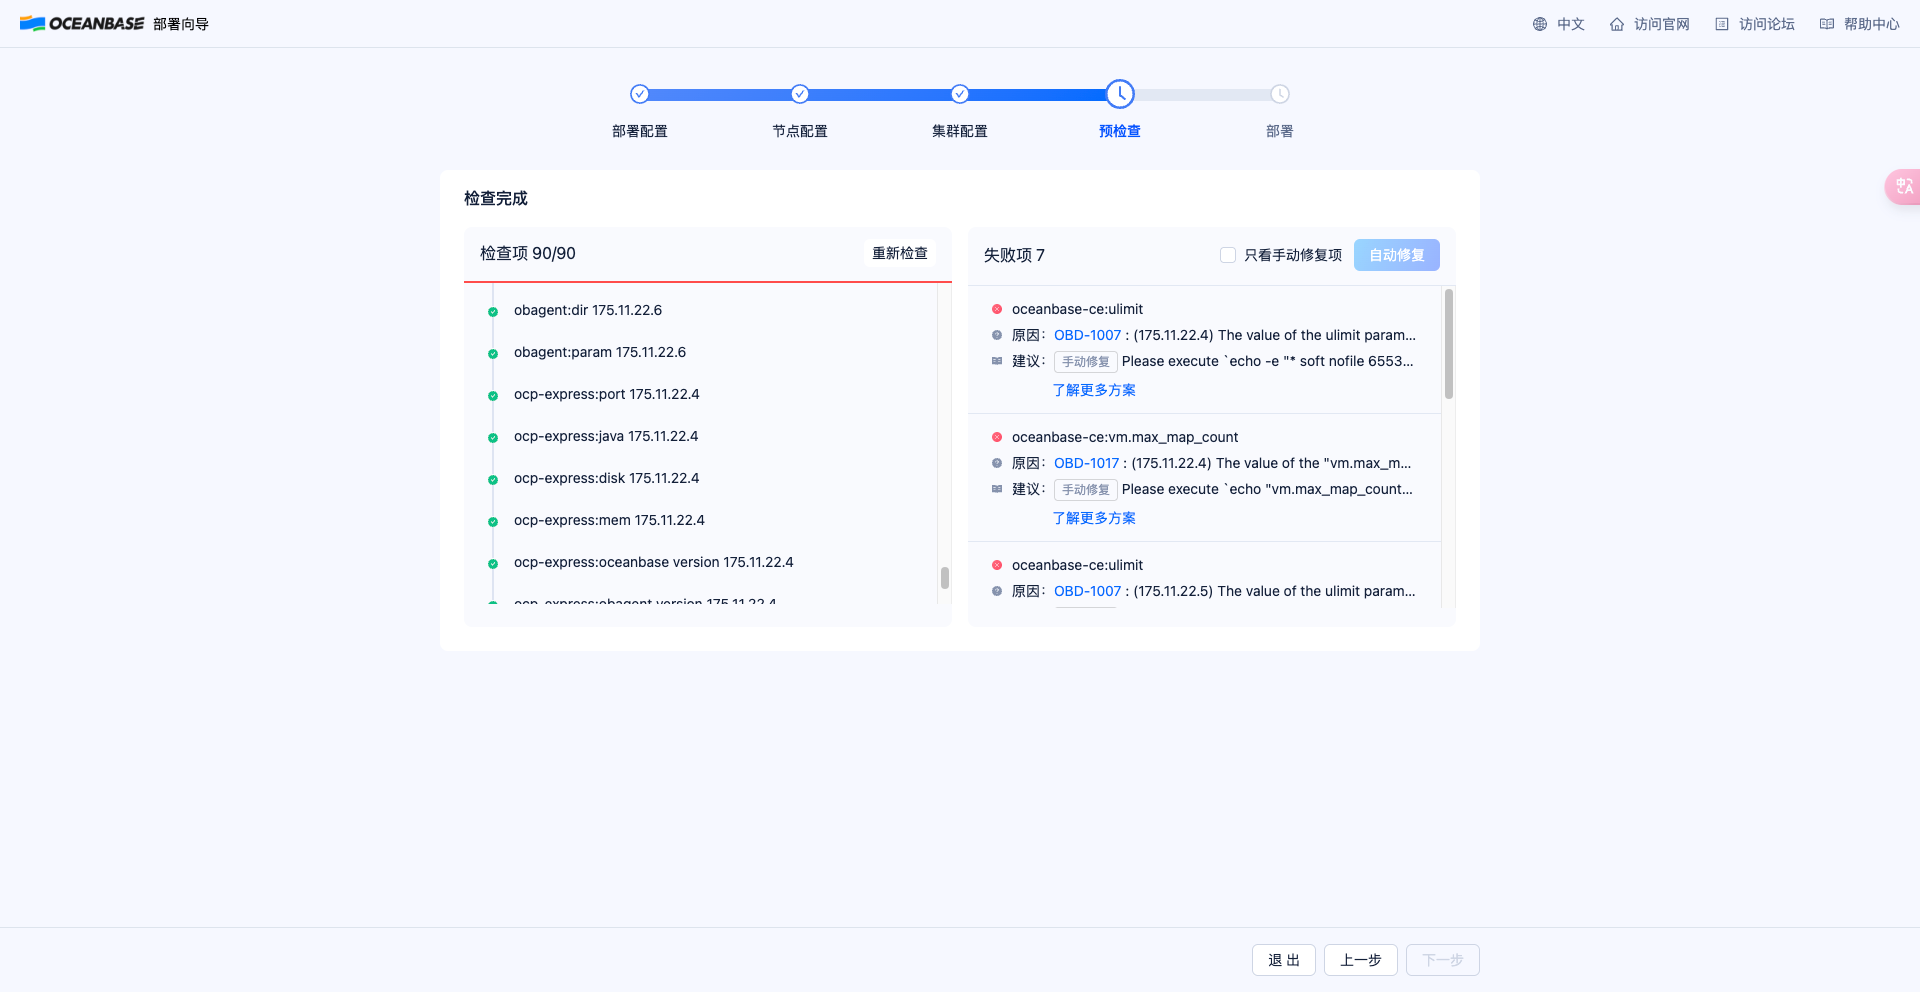 OCEANBASE 部署向导
中文 访问官网 访问论坛 帮助中心
部署配置 节点配置 集群配置 预检查 部署
检查完成
检查项 90/90 重新检查
obagent:dir 175.11.22.6
obagent:param 175.11.22.6
ocp-express:port 175.11.22.4
ocp-express:java 175.11.22.4
ocp-express:disk 175.11.22.4
ocp-express:mem 175.11.22.4
ocp-express:oceanbase version 175.11.22.4
ocp-express:obagent version 175.11.22.4
失败项 7 只看手动修复项 自动修复
oceanbase-ce:ulimit
原因： OBD-1007 : (175.11.22.4) The value of the ulimit param...
建议： 手动修复 Please execute `echo -e "* soft nofile 6553...
了解更多方案
oceanbase-ce:vm.max_map_count
原因： OBD-1017 : (175.11.22.4) The value of the "vm.max_m...
建议： 手动修复 Please execute `echo "vm.max_map_count...
了解更多方案
oceanbase-ce:ulimit
原因： OBD-1007 : (175.11.22.5) The value of the ulimit param...
退 出 上一步 下一步